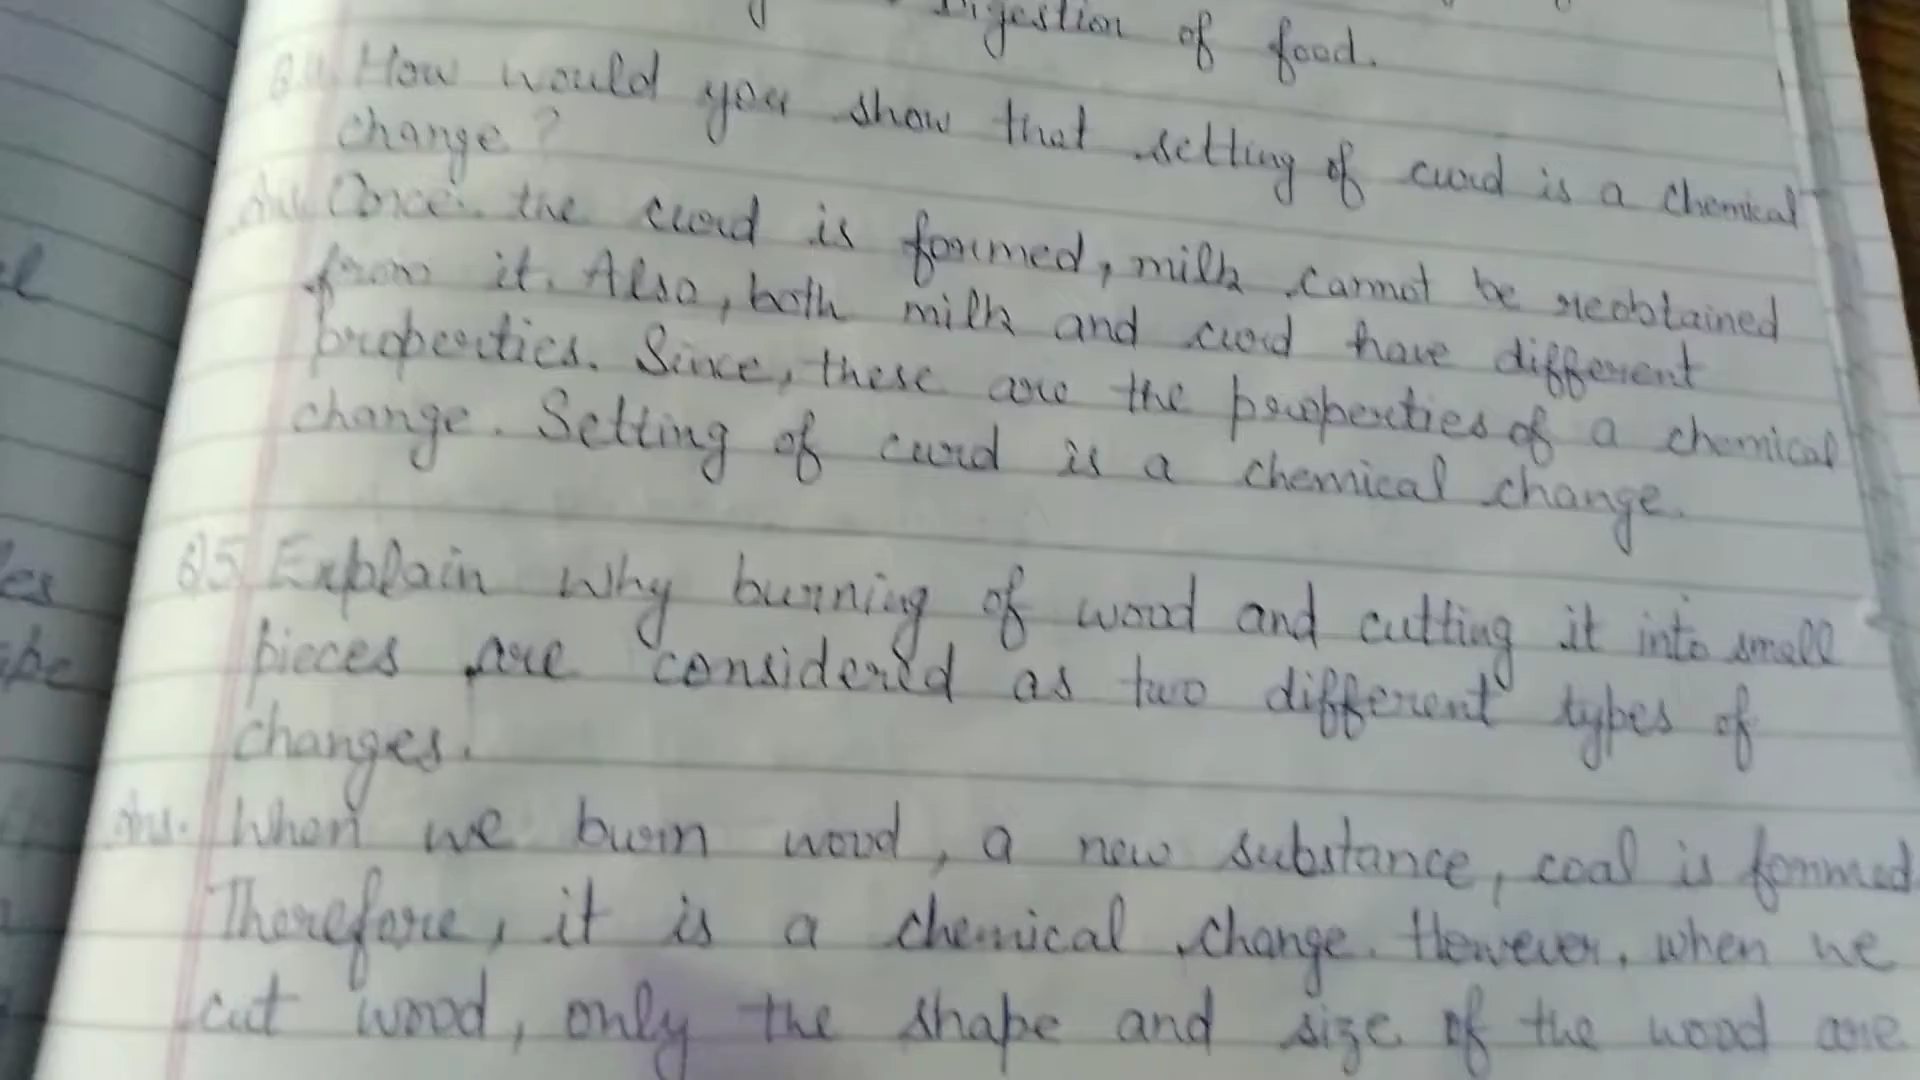 Digestion of food.
Q4 How would you show that setting of curd is a chemical
change?
Ans. Once the curd is formed, milk cannot be reobtained
from it. Also, both milk and curd have different
properties. Since, these are the properties of a chemical
change. Setting of curd is a chemical change.
Q5 Explain why burning of wood and cutting it into small
pieces are considered as two different types of
changes.
Ans. When we burn wood, a new substance, coal is formed.
Therefore, it is a chemical change. However, when we
cut wood, only the shape and size of the wood are